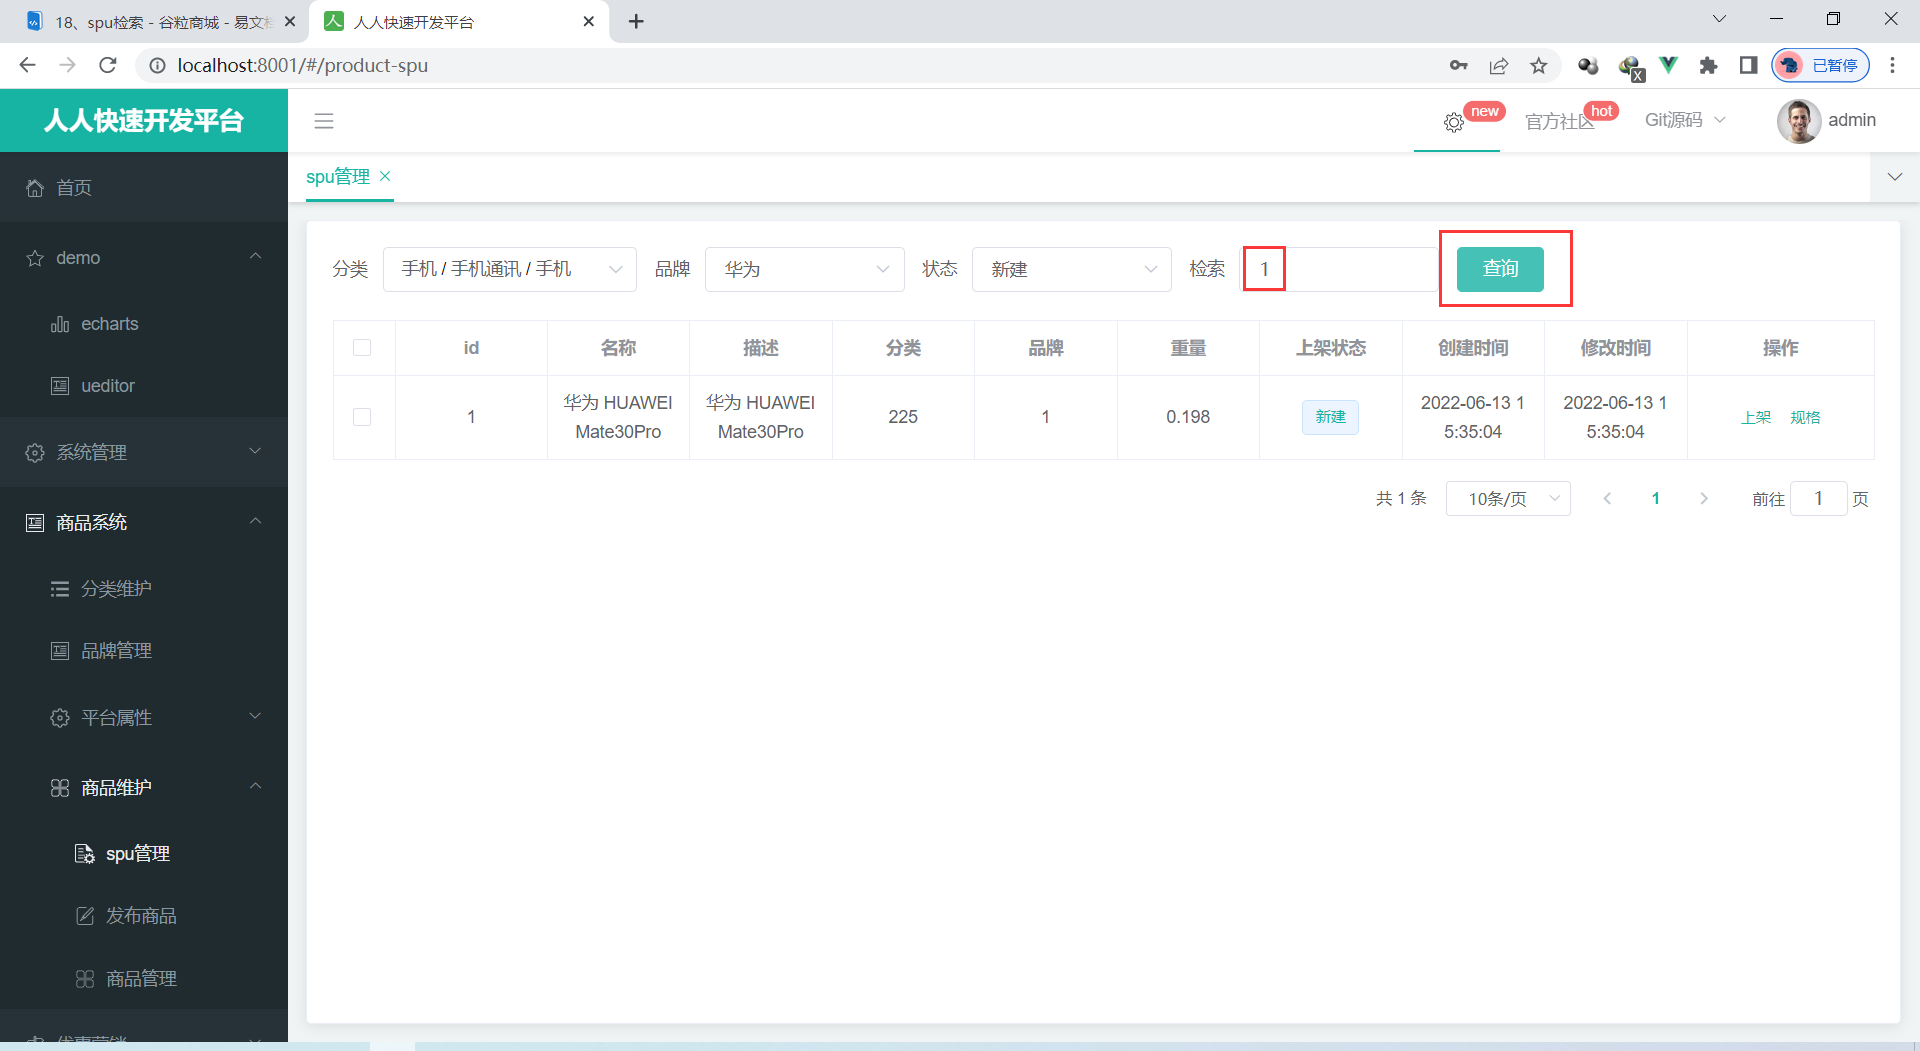 18、spu检索 - 谷粒商城 - 易文
人人快速开发平台
localhost:8001/#/product-spu
已暂停
人人快速开发平台
new
官方社区
hot
Git源码
admin
首页
demo
echarts
ueditor
系统管理
商品系统
分类维护
品牌管理
平台属性
商品维护
spu管理
发布商品
商品管理
优惠营销
spu管理
分类 手机 / 手机通讯 / 手机 品牌 华为 状态 新建 检索 1 查询
id 名称 描述 分类 品牌 重量 上架状态 创建时间 修改时间 操作
1 华为 HUAWEI Mate30Pro 华为 HUAWEI Mate30Pro 225 1 0.198 新建 2022-06-13 15:35:04 2022-06-13 15:35:04 上架 规格
共 1 条 10条/页 1 前往 1 页